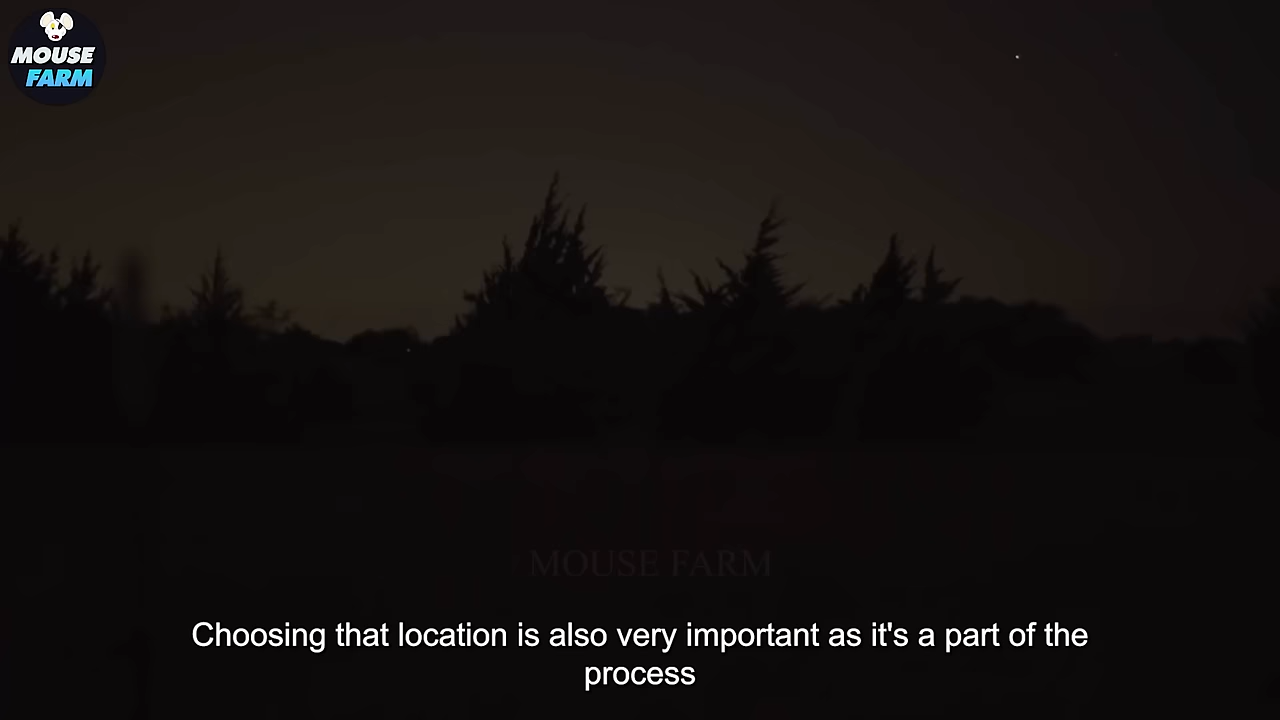 MOUSE
FARM
MOUSE FARM
Choosing that location is also very important as it's a part of the
process